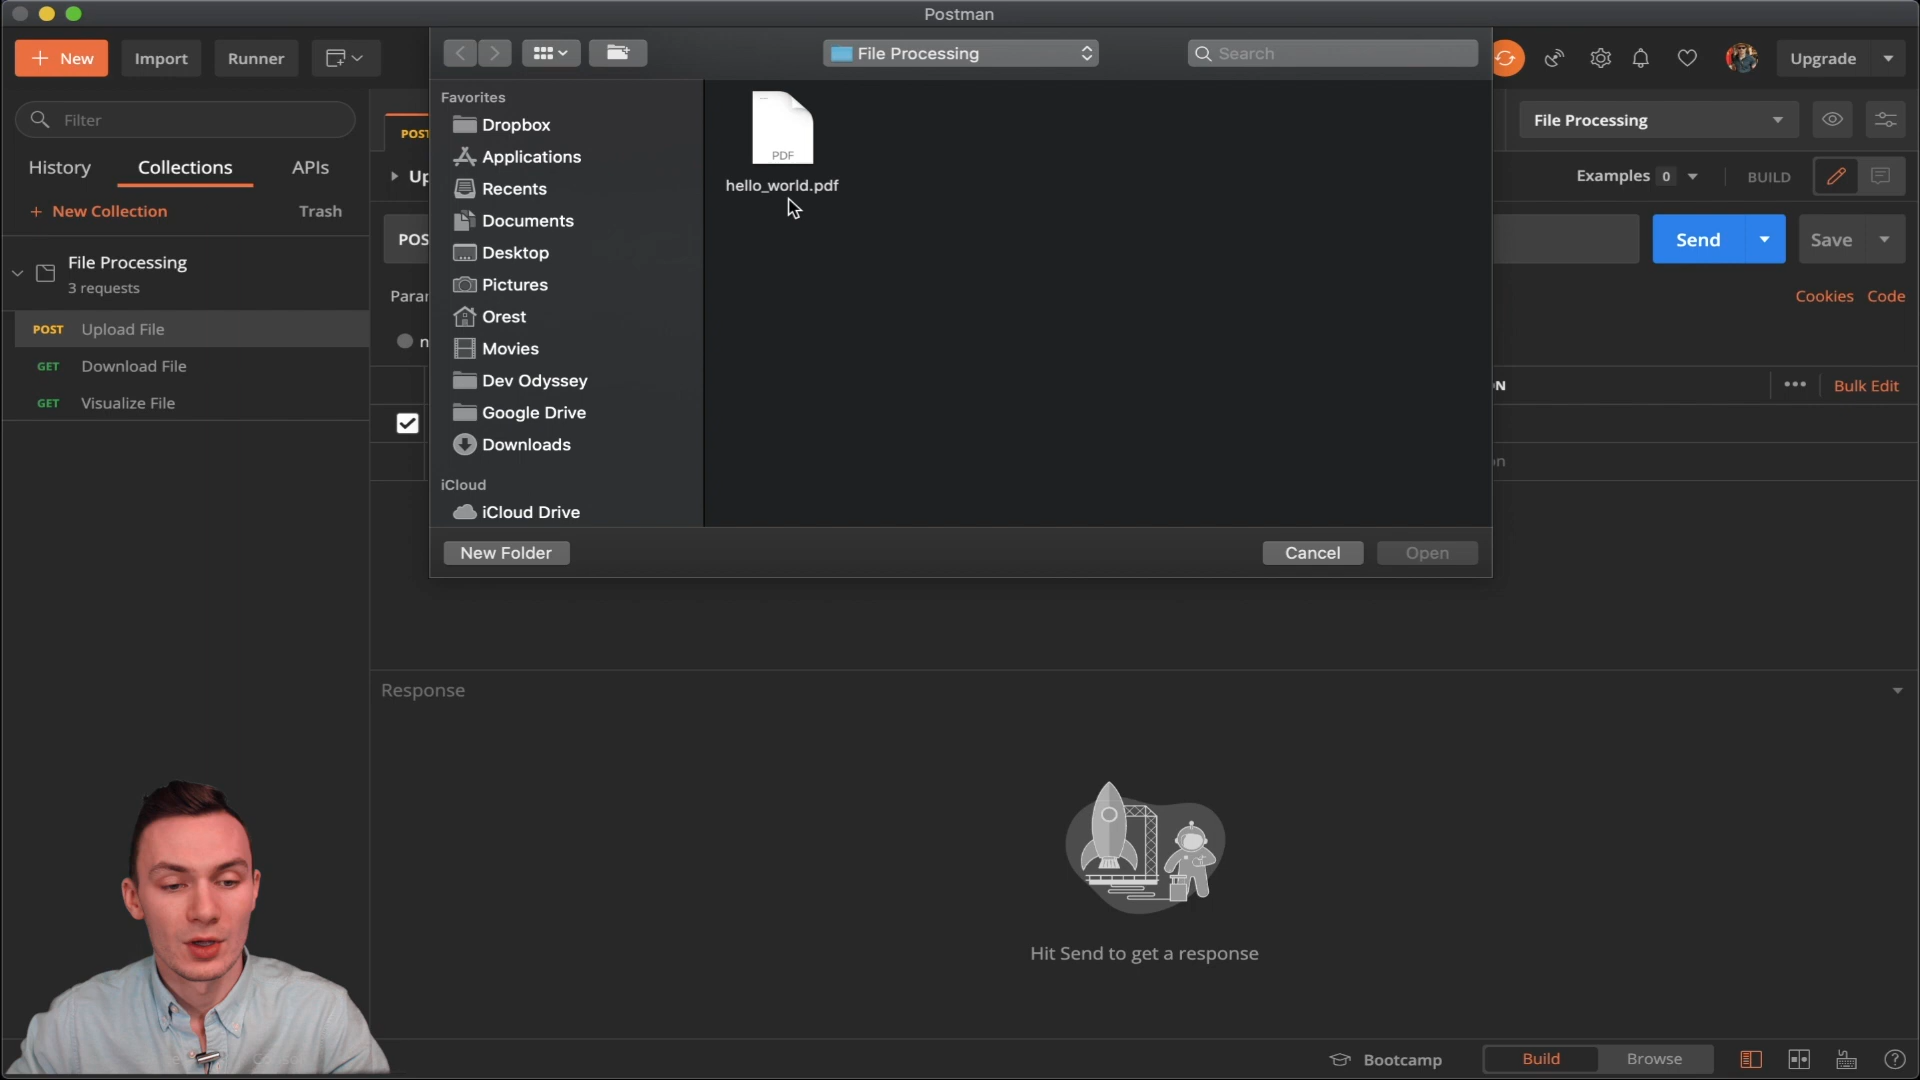 Postman
New
Import
Runner
File Processing
Search
Upgrade
Filter
History
Collections
APIs
New Collection
Trash
File Processing
3 requests
POST Upload File
GET Download File
GET Visualize File
Favorites
Dropbox
Applications
Recents
Documents
Desktop
Pictures
Orest
Movies
Dev Odyssey
Google Drive
Downloads
iCloud
iCloud Drive
PDF
hello_world.pdf
New Folder
Cancel
Open
File Processing
Examples 0
BUILD
Send
Save
Cookies
Code
Bulk Edit
Response
Hit Send to get a response
Bootcamp
Build
Browse